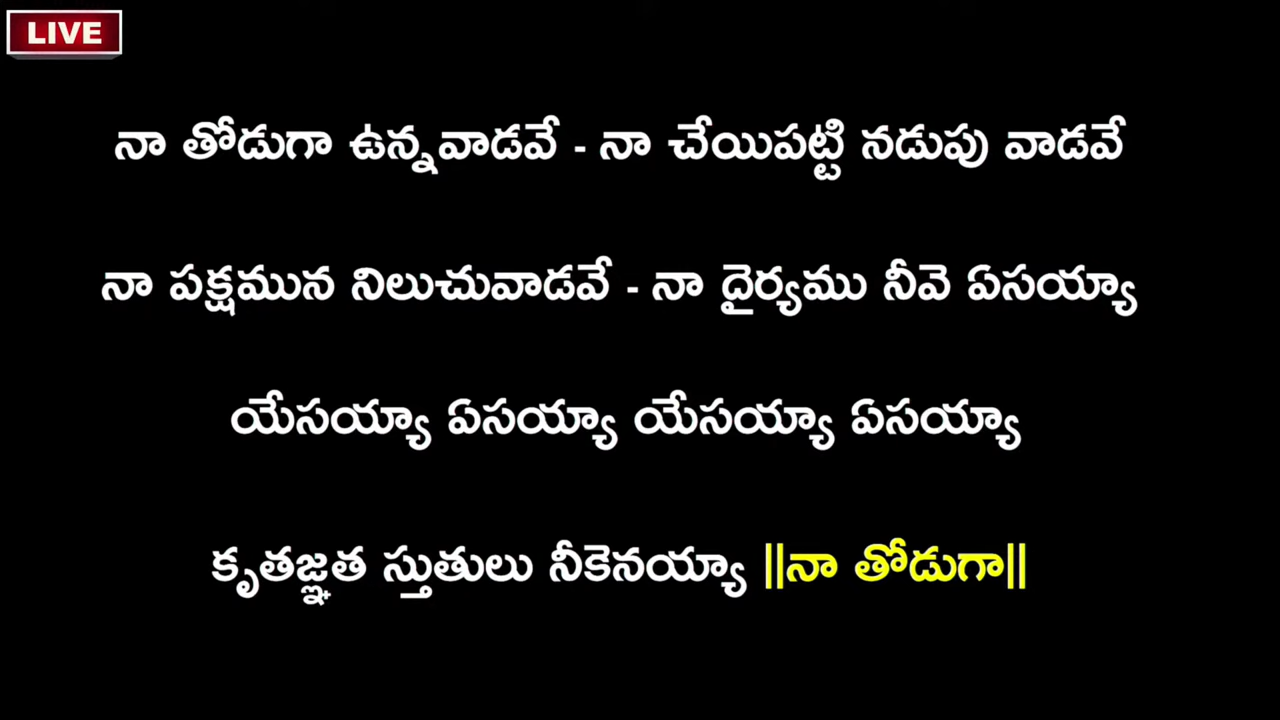 LIVE
నా తోడుగా ఉన్నవాడవే - నా చేయిపట్టి నడుపు వాడవే
నా పక్షమున నిలుచువాడవే - నా దైర్యము నీవె ఏసయ్యా
యేసయ్యా ఏసయ్యా యేసయ్యా ఏసయ్యా
కృతజ్ఞత స్తుతులు నీకెనయ్యా ||నా తోడుగా||